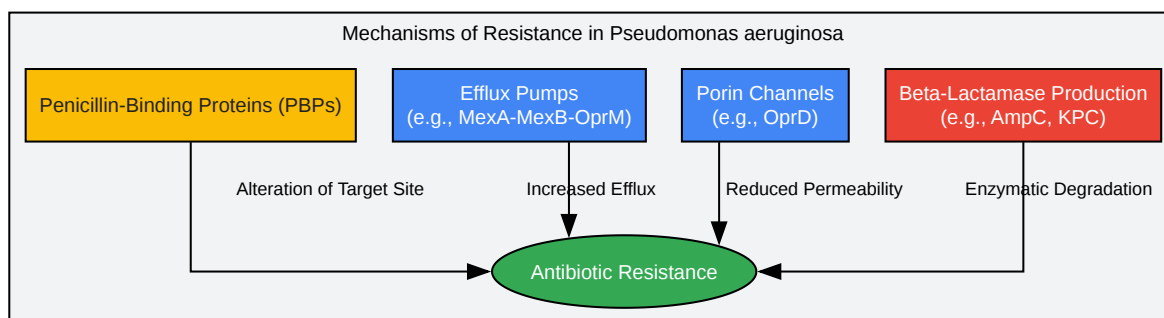 Mechanisms of Resistance in Pseudomonas aeruginosa
Penicillin-Binding Proteins (PBPs)
Efflux Pumps
(e.g., MexA-MexB-OprM)
Porin Channels
(e.g., OprD)
Beta-Lactamase Production
(e.g., AmpC, KPC)
Alteration of Target Site
Increased Efflux
Reduced Permeability
Enzymatic Degradation
Antibiotic Resistance